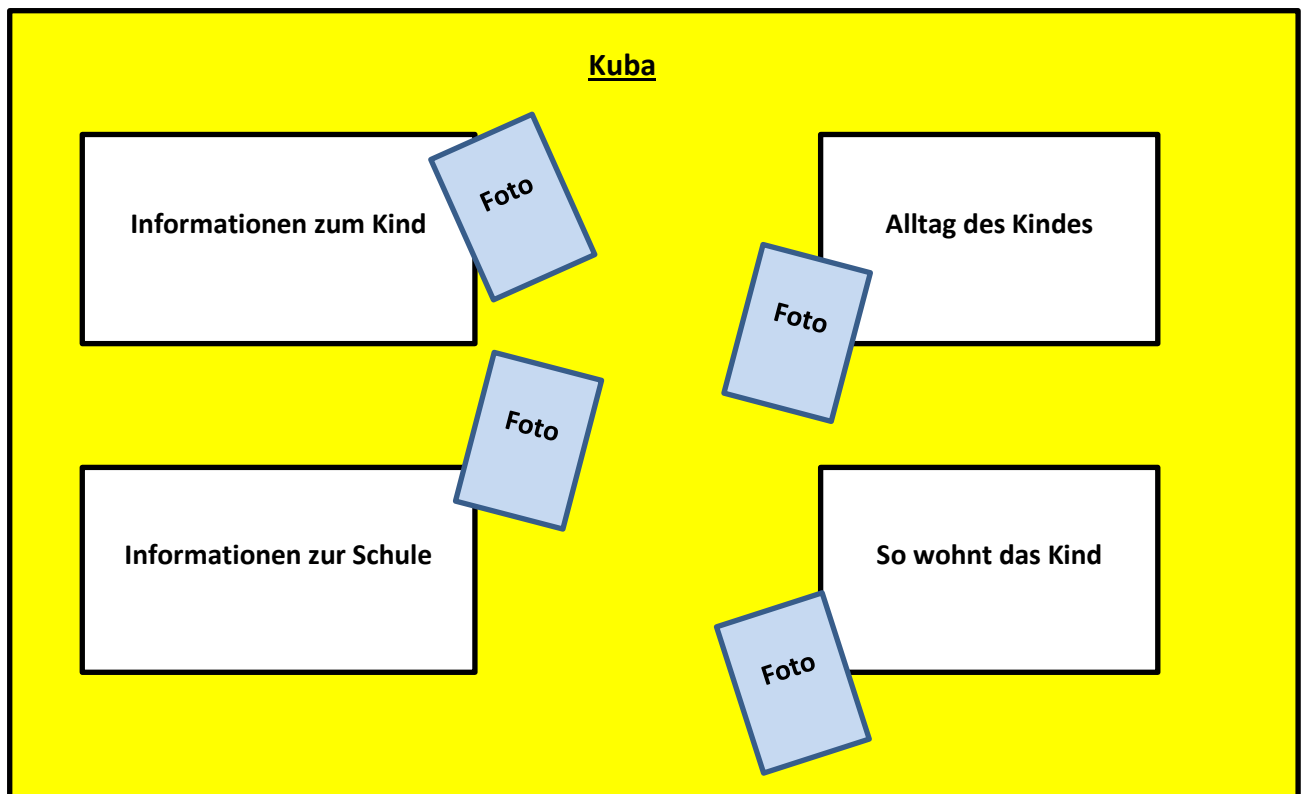 Kuba
Informationen zum Kind
Foto
Alltag des Kindes
Foto
Foto
Informationen zur Schule
So wohnt das Kind
Foto